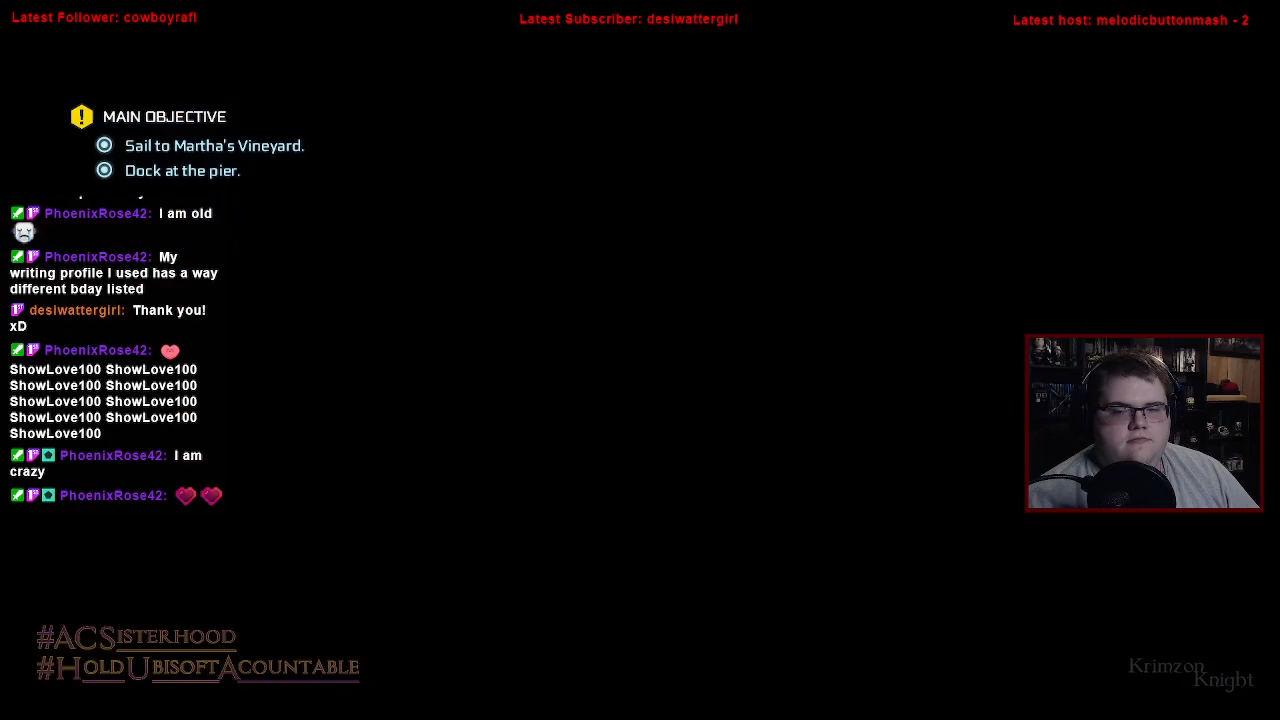 Latest Follower: cowboyrafi
Latest Subscriber: desiwattergirl
Latest host: melodicbuttonmash - 2
MAIN OBJECTIVE
Sail to Martha's Vineyard.
Dock at the pier.
PhoenixRose42: I am old
PhoenixRose42: My
writing profile I used has a way
different bday listed
desiwattergirl: Thank you!
xD
PhoenixRose42:
ShowLove100 ShowLove100
ShowLove100 ShowLove100
ShowLove100 ShowLove100
ShowLove100 ShowLove100
ShowLove100
PhoenixRose42: I am
crazy
PhoenixRose42:
#ACSisterhood
#HoldUbisoftAcountable
Krimzon
Knight